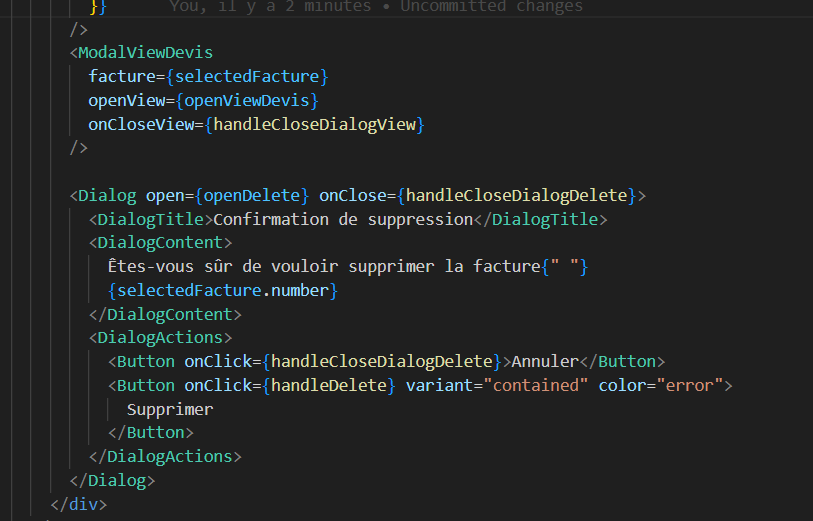 }}      You, il y a 2 minutes • Uncommitted changes
/>
<ModalViewDevis
  facture={selectedFacture}
  openView={openViewDevis}
  onCloseView={handleCloseDialogView}
/>

<Dialog open={openDelete} onClose={handleCloseDialogDelete}>
  <DialogTitle>Confirmation de suppression</DialogTitle>
  <DialogContent>
    Êtes-vous sûr de vouloir supprimer la facture{" "}
    {selectedFacture.number}
  </DialogContent>
  <DialogActions>
    <Button onClick={handleCloseDialogDelete}>Annuler</Button>
    <Button onClick={handleDelete} variant="contained" color="error">
      Supprimer
    </Button>
  </DialogActions>
</Dialog>
</div>